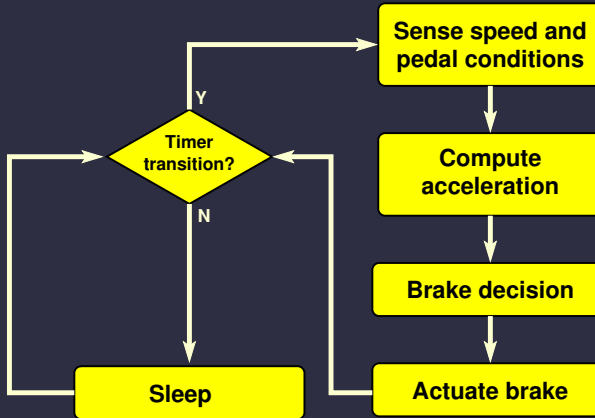 Sense speed and
pedal conditions
Y
Timer
transition?
Compute
acceleration
N
Brake decision
Sleep
Actuate brake